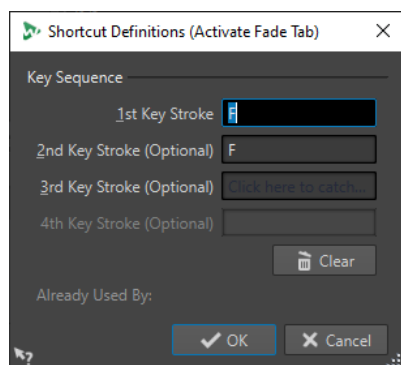 Shortcut Definitions (Activate Fade Tab)
Key Sequence
1st Key Stroke F
2nd Key Stroke (Optional) F
3rd Key Stroke (Optional) Click here to catch...
4th Key Stroke (Optional)
Clear
Already Used By:
OK Cancel